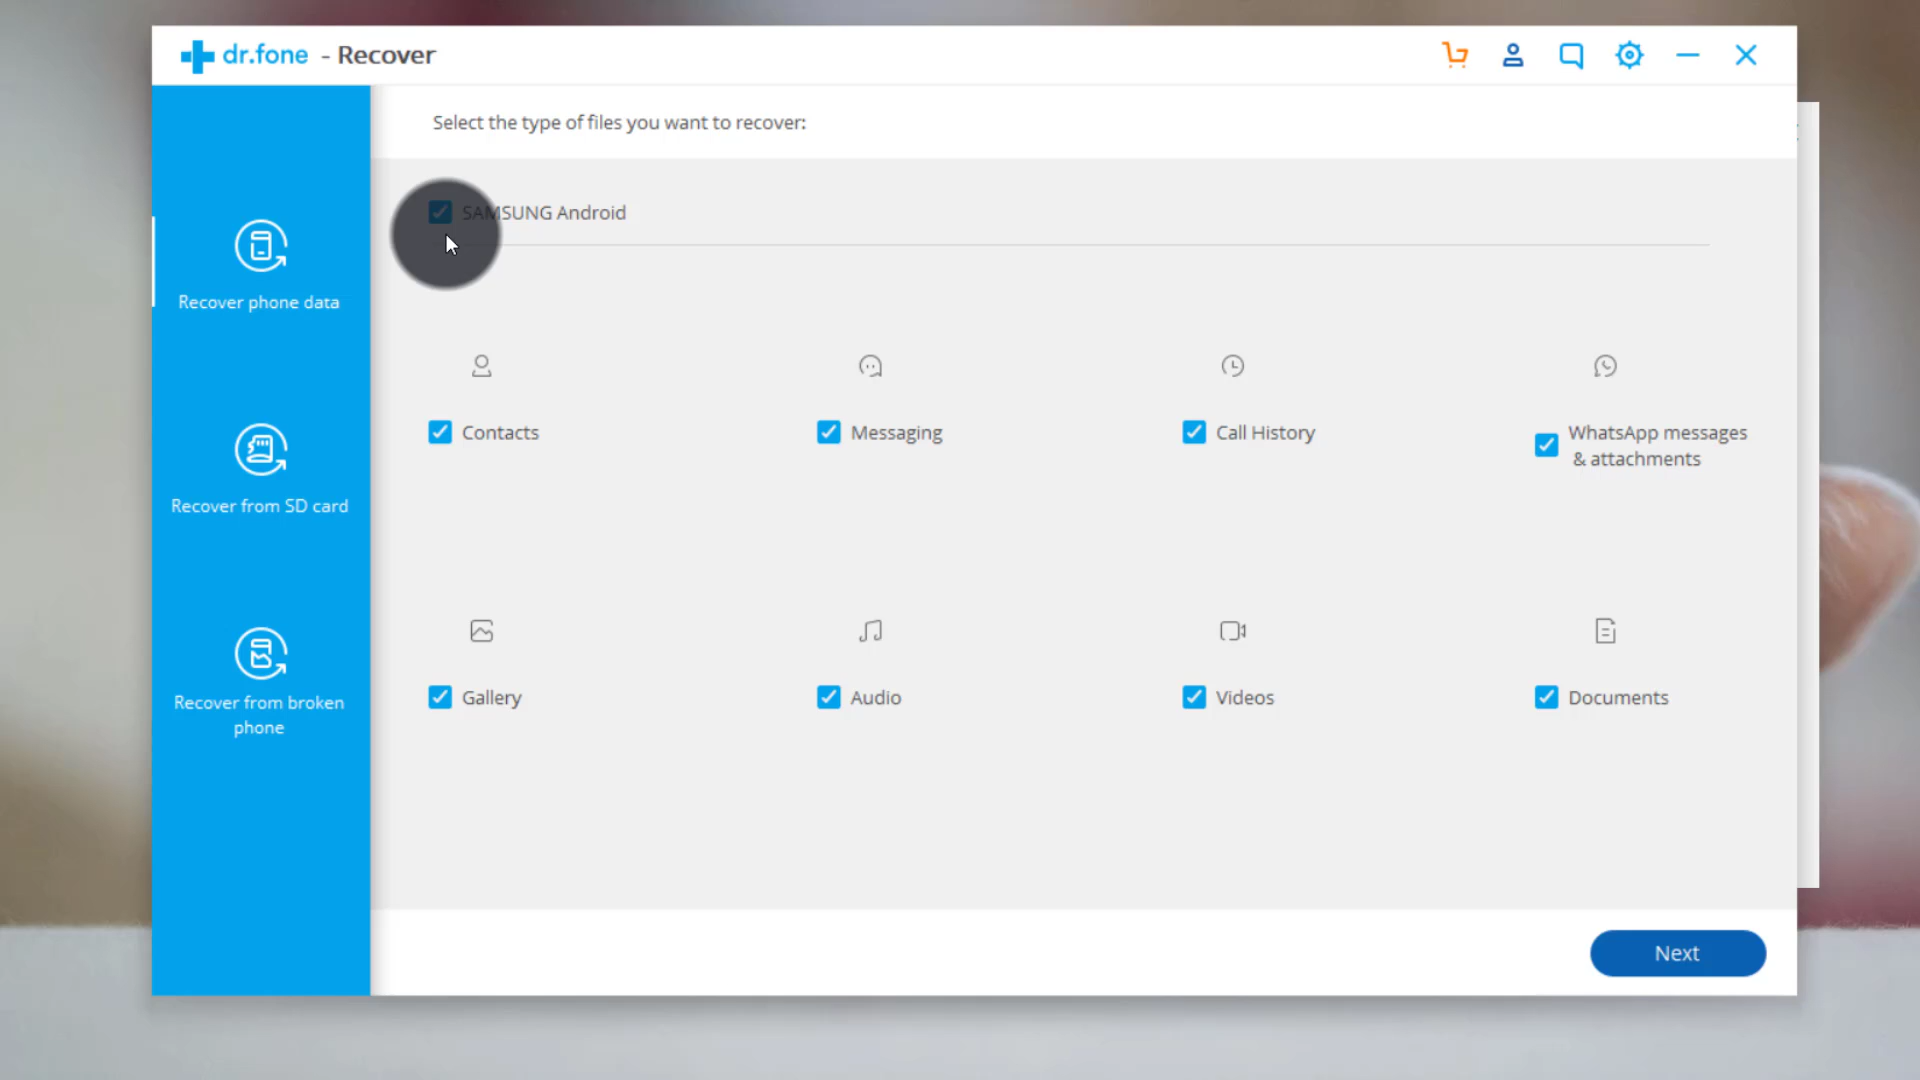 dr.fone - Recover
Select the type of files you want to recover:
SAMSUNG Android
Recover phone data
Contacts
Messaging
Call History
WhatsApp messages
& attachments
Recover from SD card
Gallery
Audio
Videos
Documents
Recover from broken
phone
Next